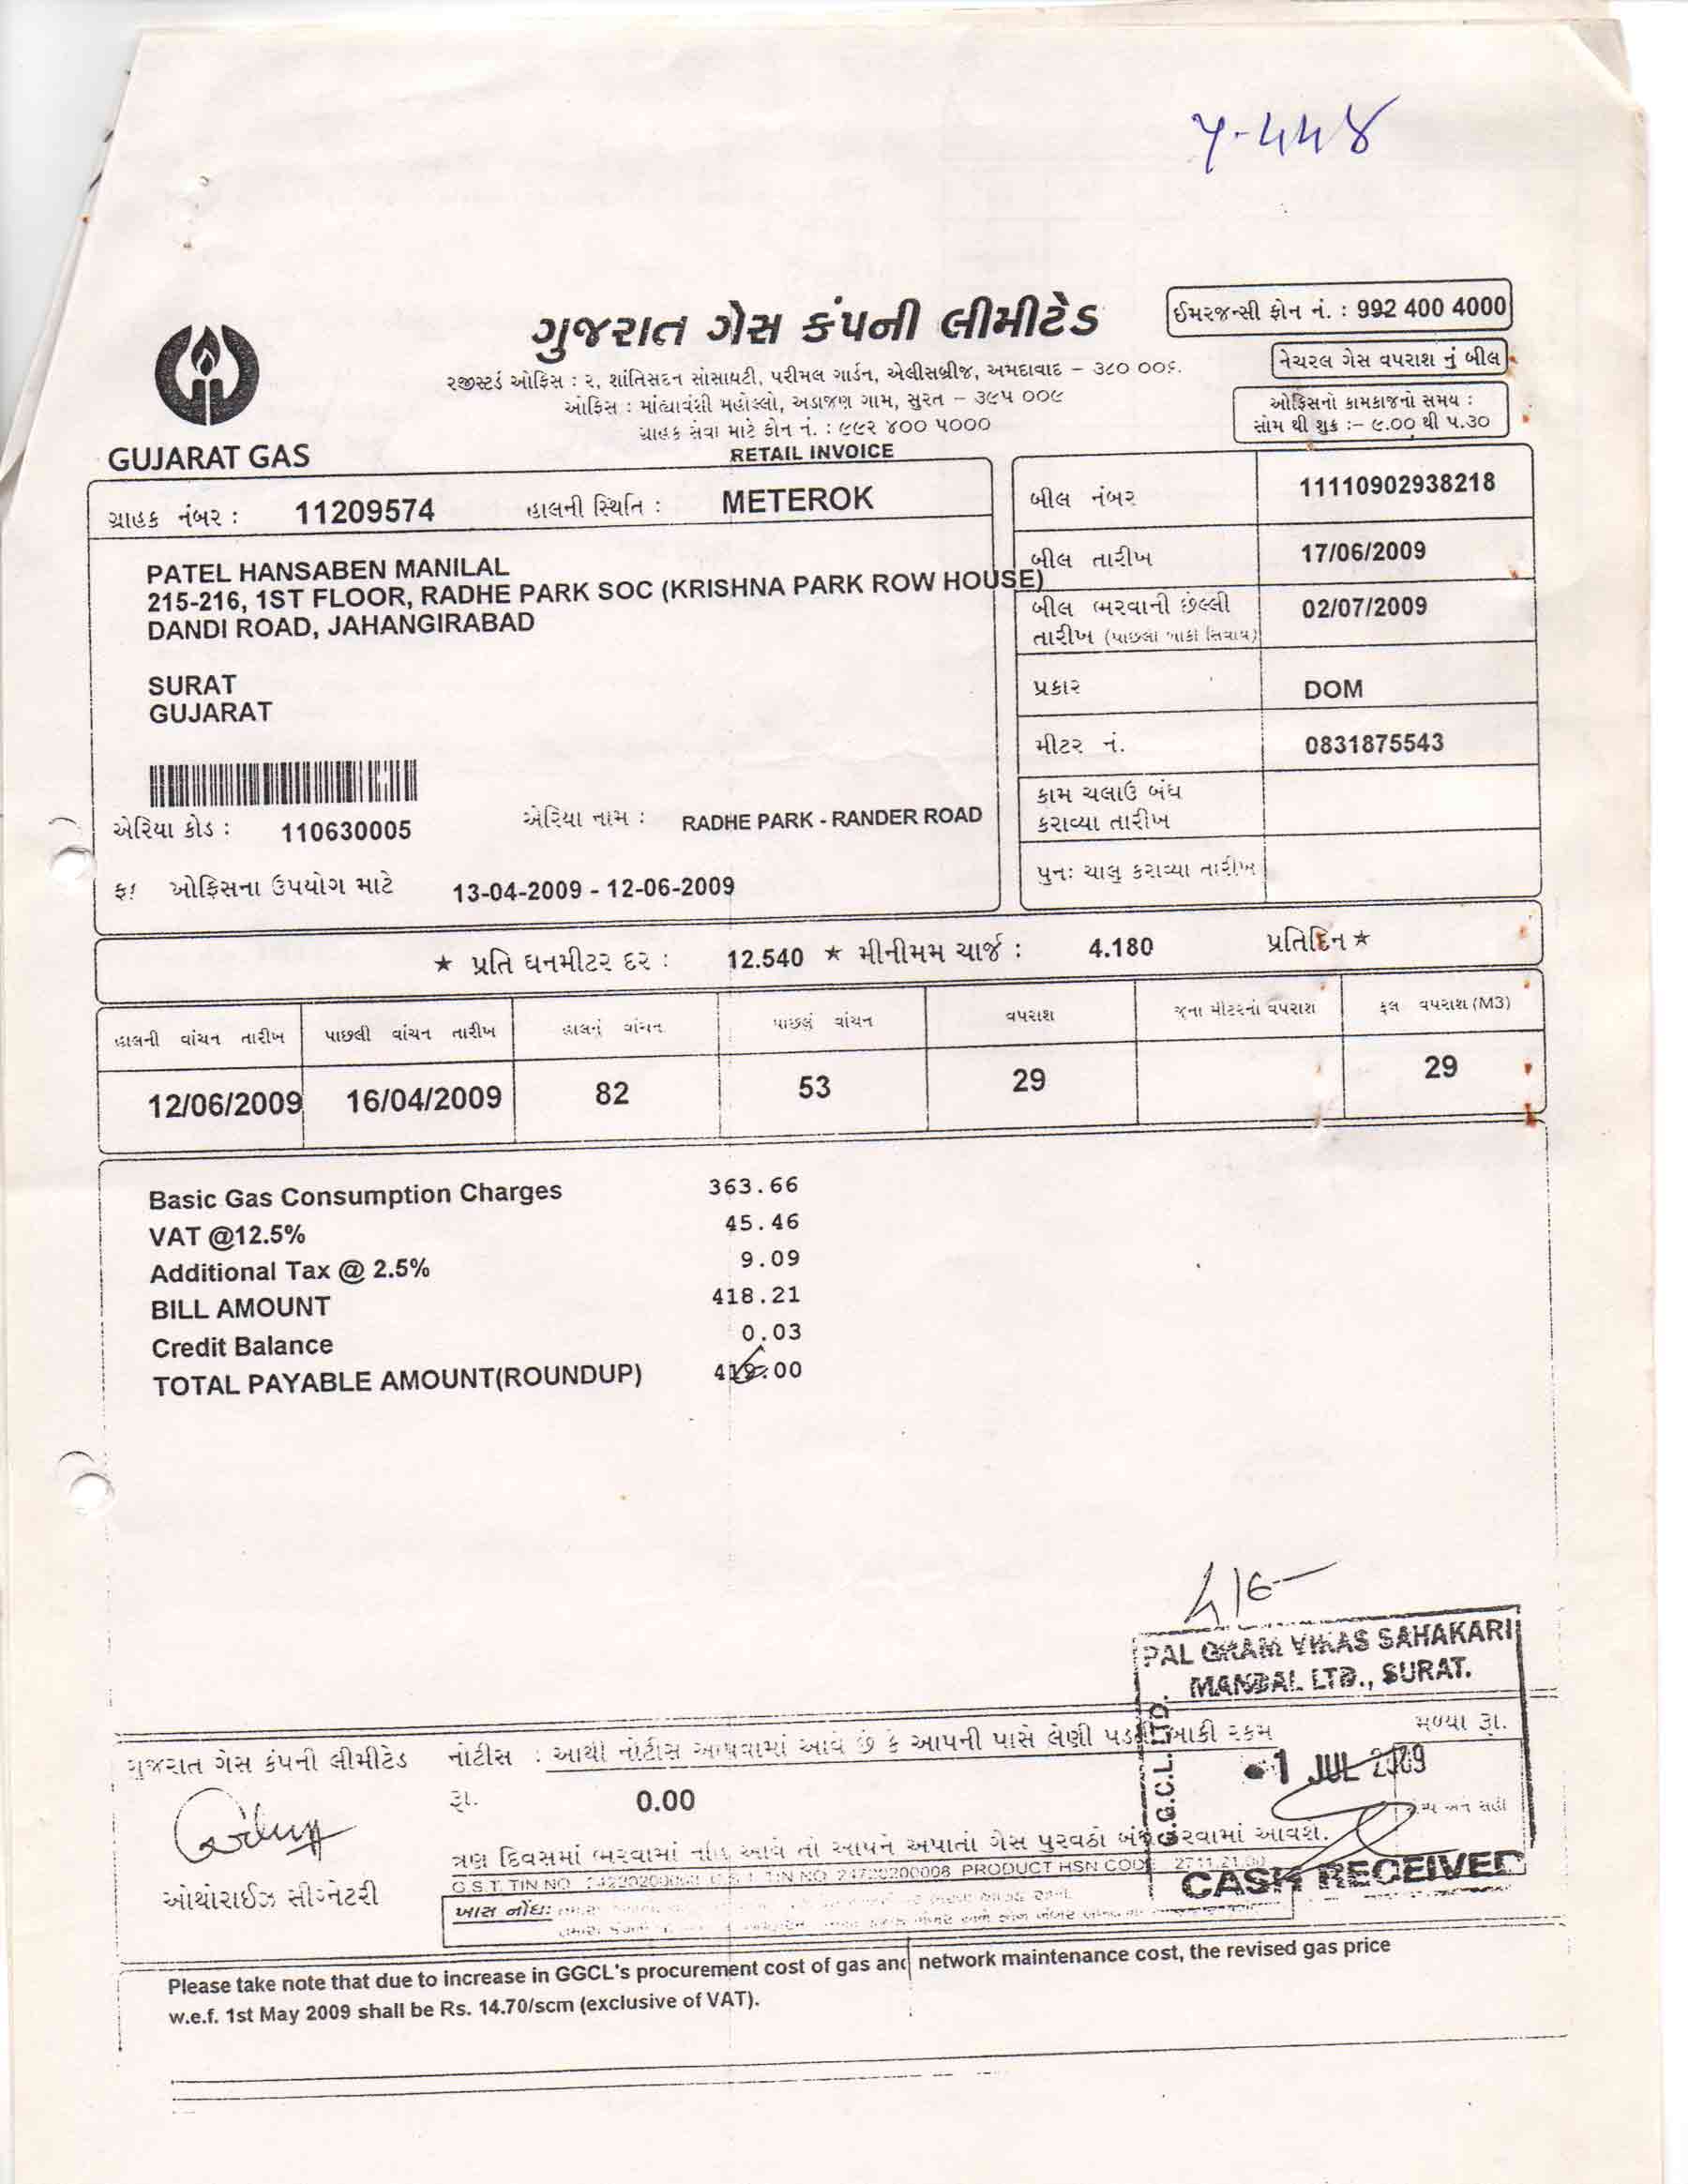 ૫-૫૫૪
ગુજરાત ગેસ કંપની લીમીટેડ
ઈમરજન્સી ફોન નં. : 992 400 4000
રજીસ્ટર્ડ ઓફિસ : ૨, શાંતિસદન સોસાયટી, પરીમલ ગાર્ડન, એલીસબ્રીજ, અમદાવાદ – ૩૮૦ ૦૦૬.
નેચરલ ગેસ વપરાશ નું બીલ
ઓફિસ : માંહ્યાવંશી મહોલ્લો, અડાજણ ગામ, સુરત – ૩૯૫ ૦૦૯
ઓફિસનો કામકાજનો સમય :
ગ્રાહક સેવા માટે ફોન નં. : ૯૯૨ ૪૦૦ ૫૦૦૦
સોમ થી શુક્ર :– ૯.૦૦ થી ૫.૩૦
GUJARAT GAS
RETAIL INVOICE
ગ્રાહક નંબર : 11209574 હાલની સ્થિતિ : METEROK
બીલ નંબર 11110902938218
PATEL HANSABEN MANILAL
215-216, 1ST FLOOR, RADHE PARK SOC (KRISHNA PARK ROW HOUSE)
DANDI ROAD, JAHANGIRABAD
SURAT
GUJARAT
બીલ તારીખ 17/06/2009
બીલ ભરવાની છેલ્લી 02/07/2009
તારીખ (પાછલા બાકી સિવાય)
પ્રકાર DOM
મીટર નં. 0831875543
કામ ચલાઉ બંધ
કરાવ્યા તારીખ
પુનઃ ચાલુ કરાવ્યા તારીખ
એરિયા કોડ : 110630005 એરિયા નામ : RADHE PARK - RANDER ROAD
ફા ઓફિસના ઉપયોગ માટે 13-04-2009 - 12-06-2009
★ પ્રતિ ઘનમીટર દર : 12.540 ★ મીનીમમ ચાર્જ : 4.180 પ્રતિદિન ★
હાલની વાંચન તારીખ પાછલી વાંચન તારીખ હાલનું વાંચન પાછલું વાંચન વપરાશ જુના મીટરનો વપરાશ કુલ વપરાશ (M3)
12/06/2009 16/04/2009 82 53 29 29
Basic Gas Consumption Charges 363.66
VAT @12.5% 45.46
Additional Tax @ 2.5% 9.09
BILL AMOUNT 418.21
Credit Balance 0.03
TOTAL PAYABLE AMOUNT(ROUNDUP) 419.00
PAL GRAM VIKAS SAHAKARI
MANDAL LTD., SURAT.
G.G.C.L. LTD.
1 JUL 2009
CASH RECEIVED
ગુજરાત ગેસ કંપની લીમીટેડ
નોટીસ : આથી નોટીસ આપવામાં આવે છે કે આપની પાસે લેણી પડતી બાકી રકમ
મળ્યા રૂા.
રૂા. 0.00
ત્રણ દિવસમાં ભરવામાં નહિ આવે તો આપને અપાતો ગેસ પુરવઠો બંધ કરવામાં આવશે.
G.S.T. TIN NO PRODUCT HSN CODE 2711.21.00
ઓથોરાઈઝ સીગ્નેટરી
ખાસ નોંધ:
Please take note that due to increase in GGCL's procurement cost of gas and network maintenance cost, the revised gas price
w.e.f. 1st May 2009 shall be Rs. 14.70/scm (exclusive of VAT).